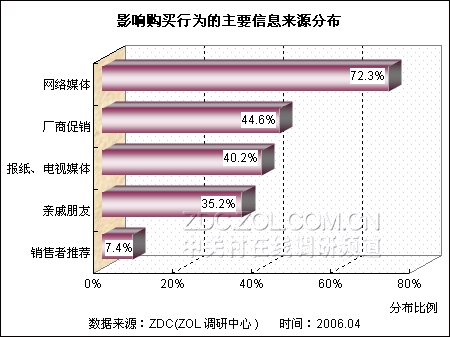 影响购买行为的主要信息来源分布
网络媒体
72.3%
厂商促销
44.6%
报纸、电视媒体
40.2%
亲戚朋友
35.2%
销售者推荐
7.4%
ZDC.ZOL.COM.CN
中关村在线调研频道
0%
20%
40%
60%
80%
分布比例
数据来源：ZDC(ZOL 调研中心 ) 时间：2006.04